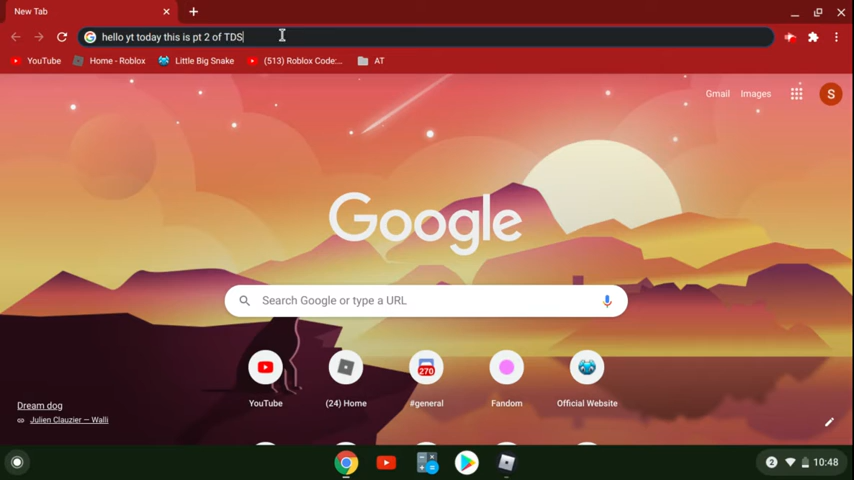 New Tab
hello yt today this is pt 2 of TDS
YouTube
Home - Roblox
Little Big Snake
(513) Roblox Code:...
AT
Gmail
Images
S
Google
Search Google or type a URL
270
YouTube
(24) Home
#general
Fandom
Official Website
Dream dog
Julien Clauzier — Walli
2
10:48